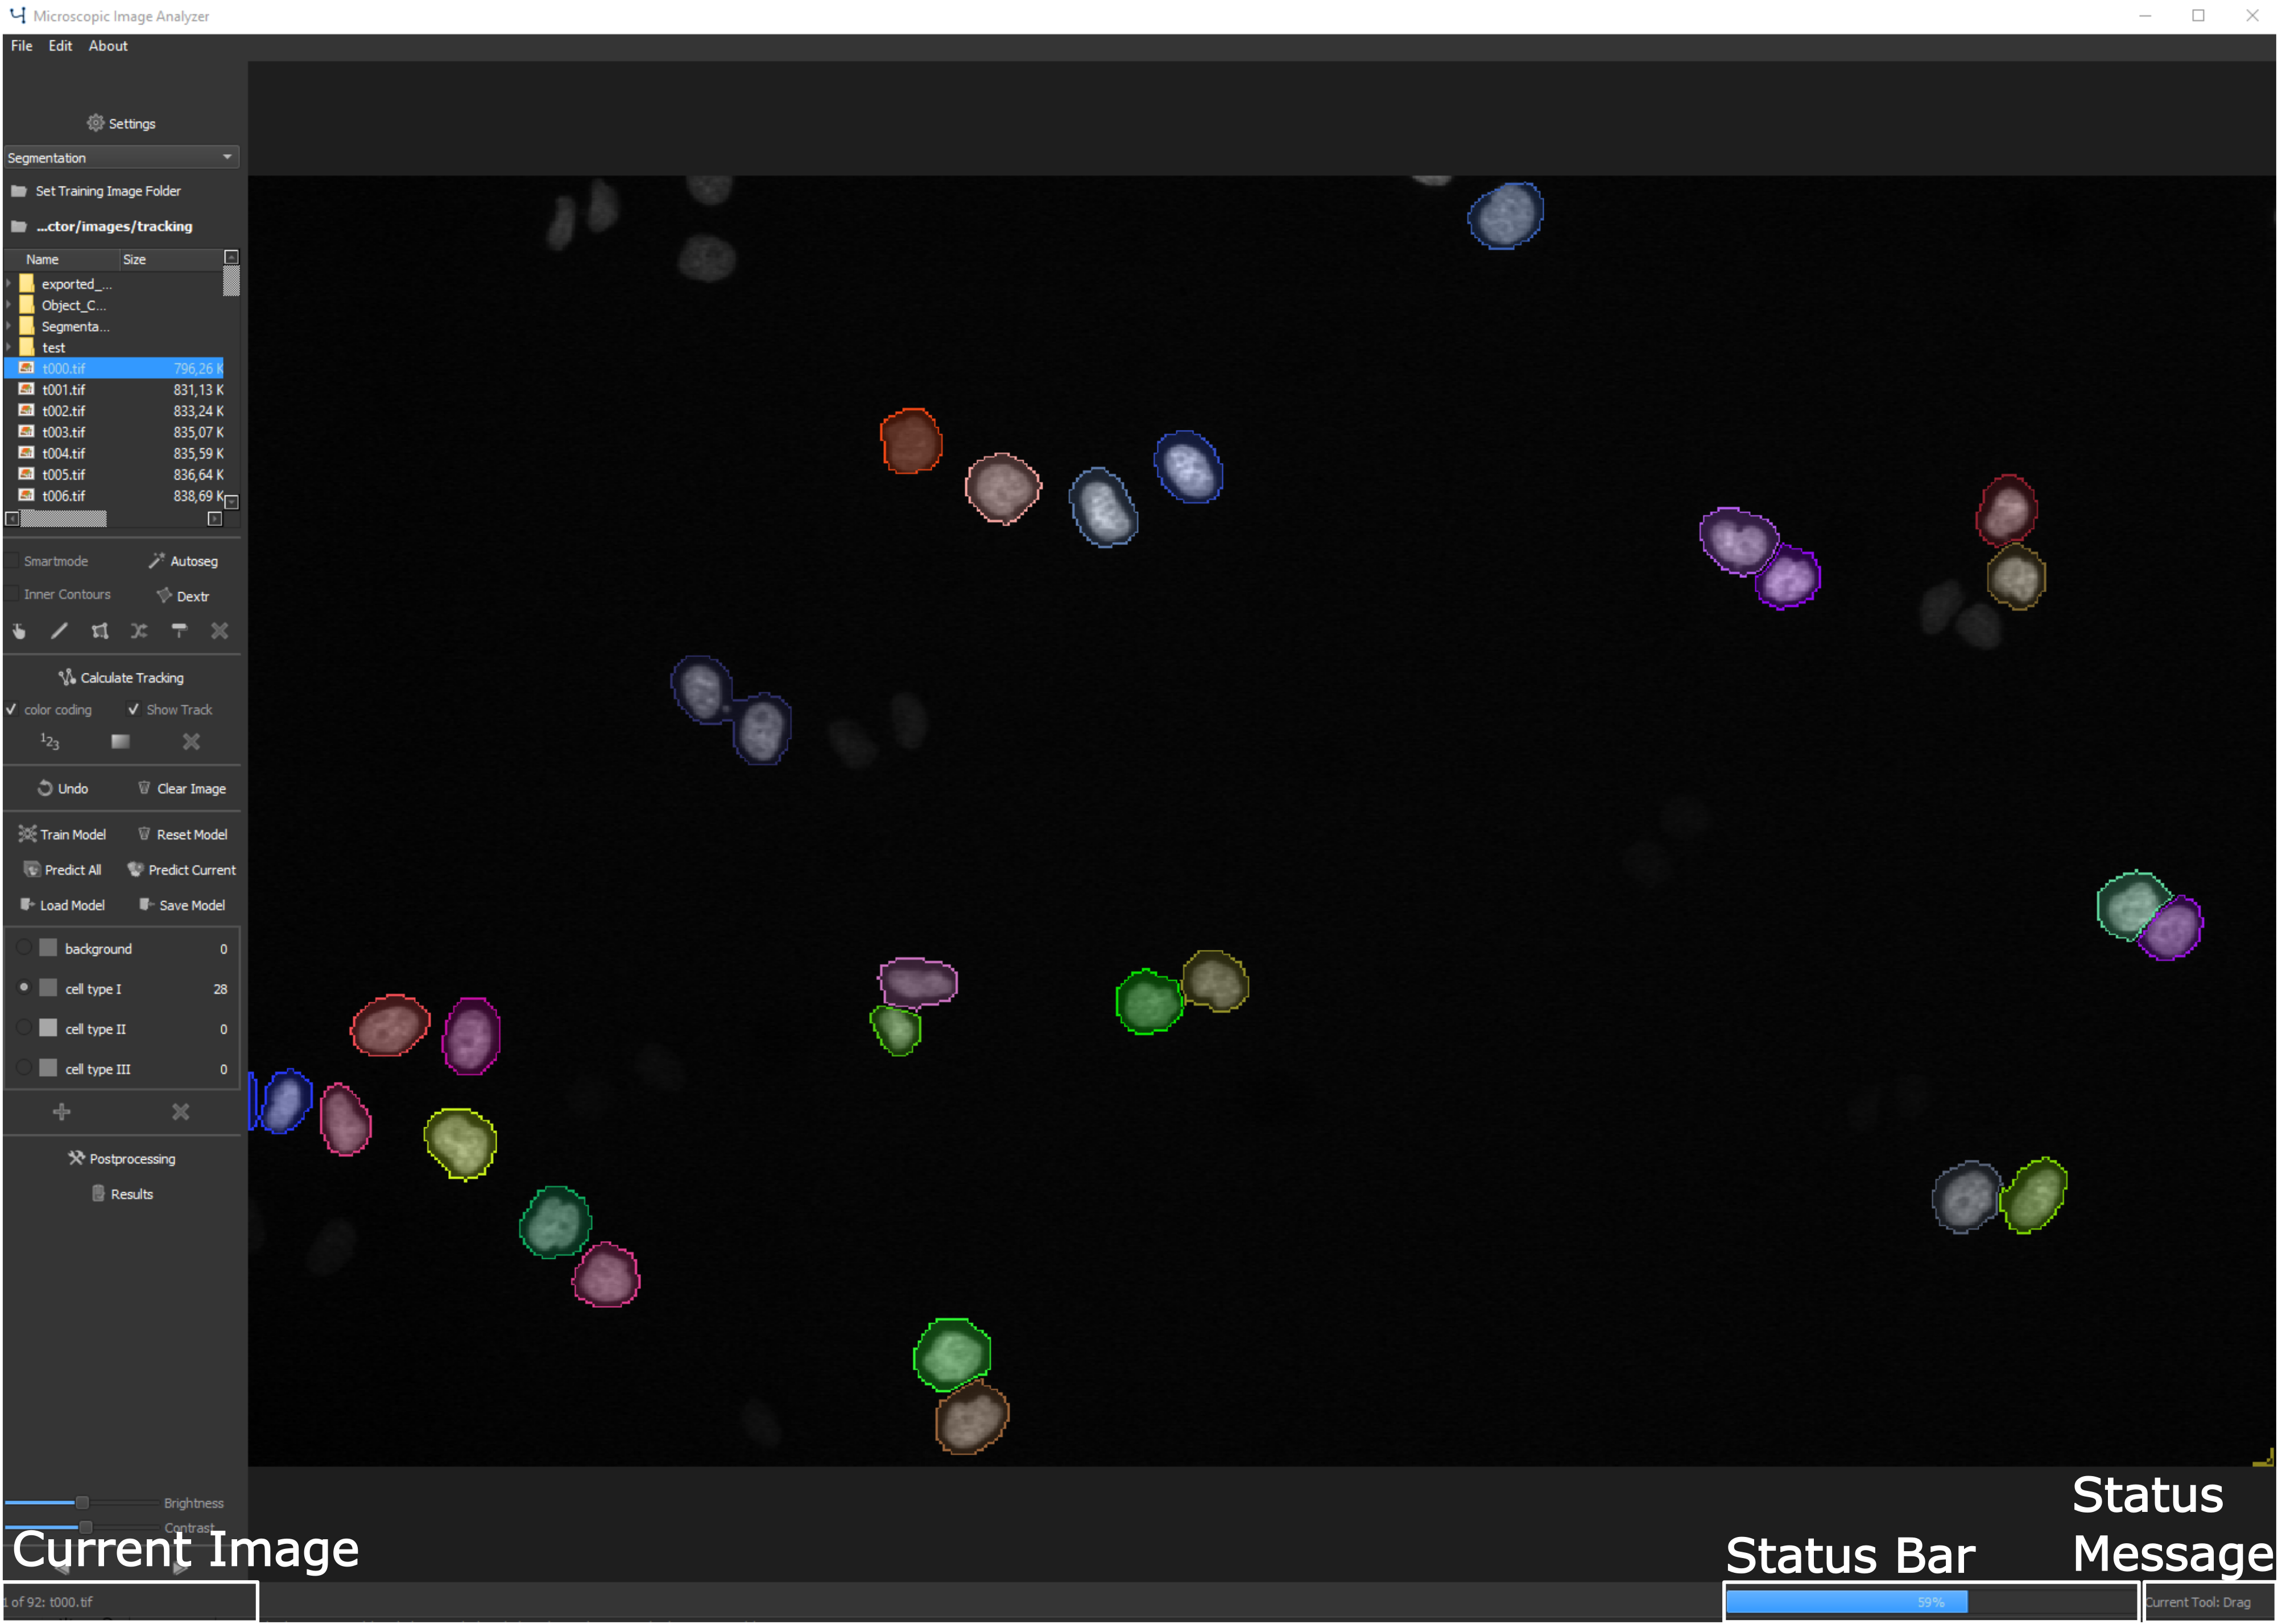 Microscopic Image Analyzer
File Edit About
Settings
Segmentation
Set Training Image Folder
...ctor/images/tracking
Name Size
exported_...
Object_C...
Segmenta...
test
t000.tif 796,26 K
t001.tif 831,13 K
t002.tif 833,24 K
t003.tif 835,07 K
t004.tif 835,59 K
t005.tif 836,64 K
t006.tif 838,69 K
Smartmode Autoseg
Inner Contours Dextr
Calculate Tracking
color coding Show Track
123
Undo Clear Image
Train Model Reset Model
Predict All Predict Current
Load Model Save Model
background 0
cell type I 28
cell type II 0
cell type III 0
Postprocessing
Results
Brightness
Contrast
Current Image
Status Bar
Status
Message
1 of 92: t000.tif
59%
Current Tool: Drag